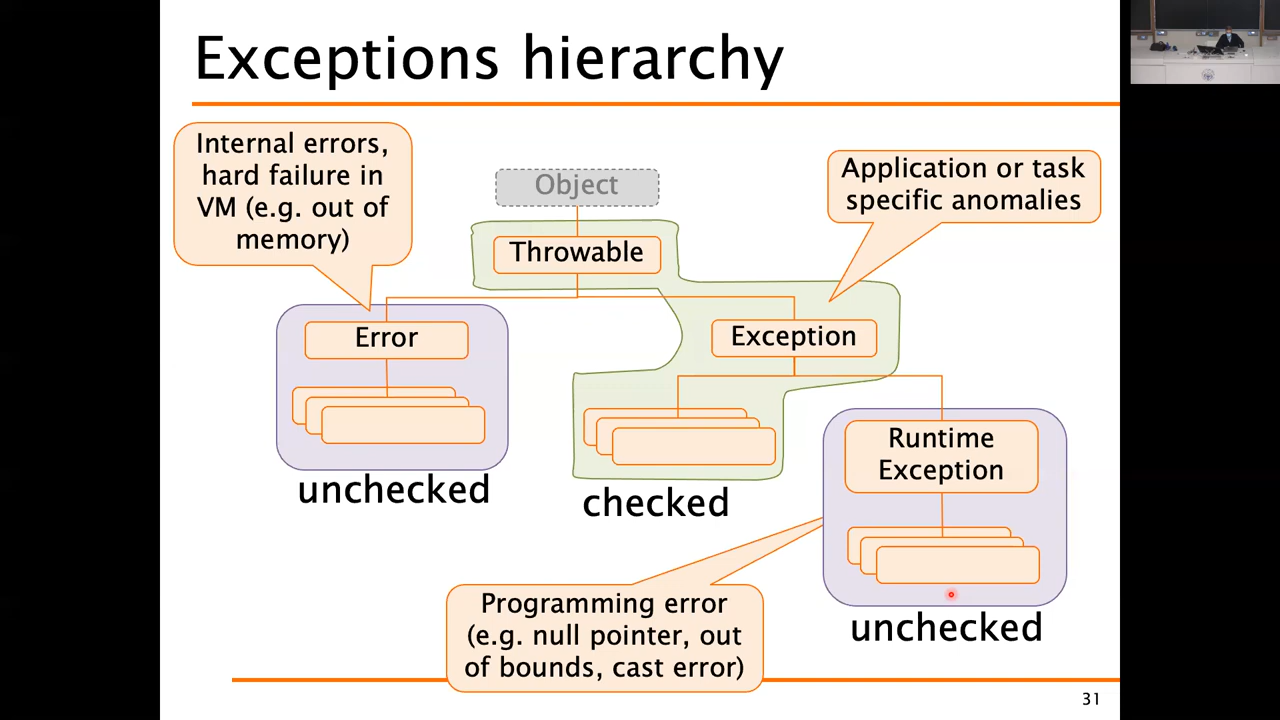 Exceptions hierarchy
Internal errors,
hard failure in
VM (e.g. out of
memory)
Object
Throwable
Application or task
specific anomalies
Error
Exception
Runtime
Exception
unchecked
checked
Programming error
(e.g. null pointer, out
of bounds, cast error)
unchecked
31